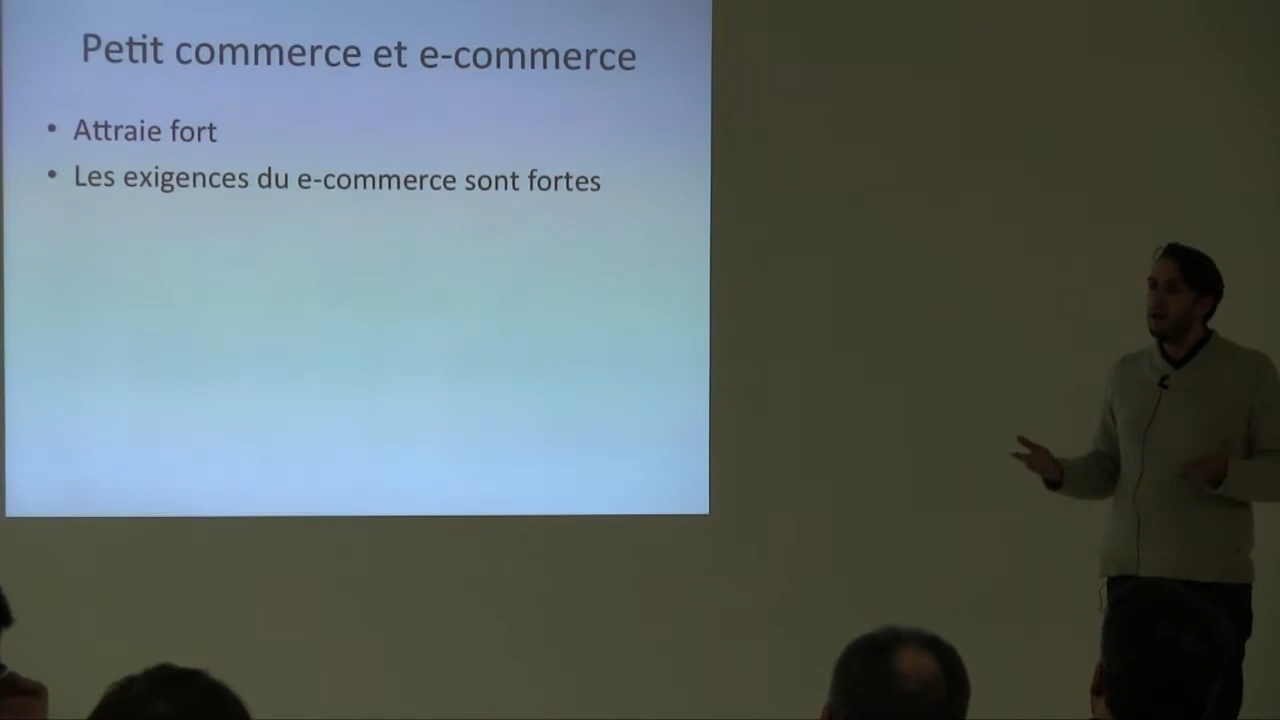 Petit commerce et e-commerce
• Attraie fort
• Les exigences du e-commerce sont fortes